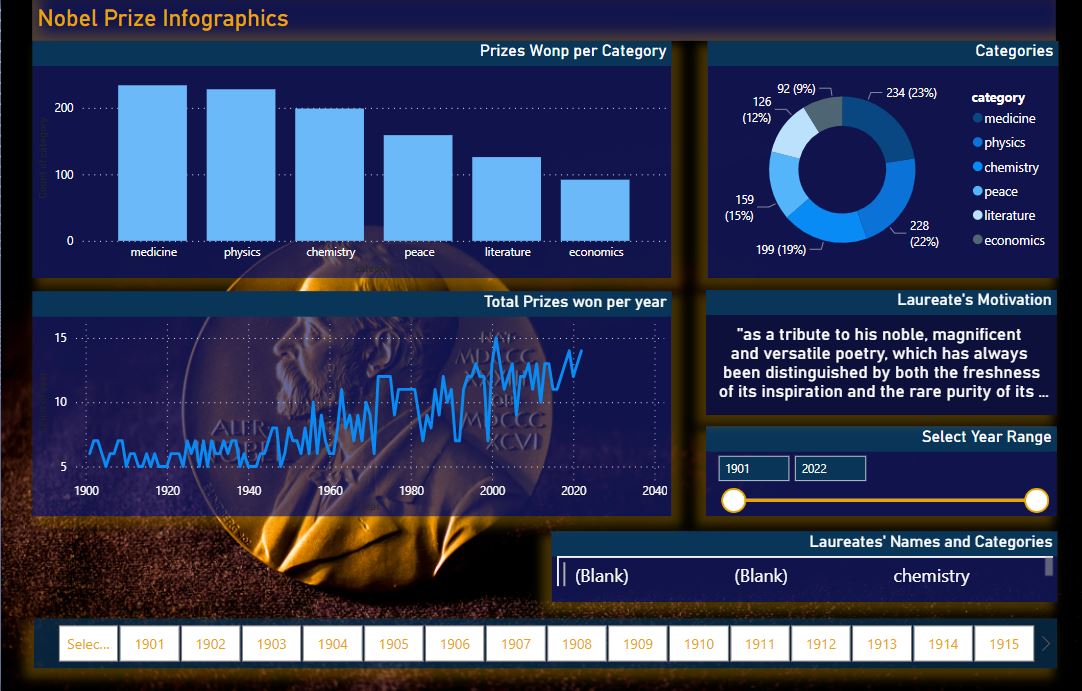 Nobel Prize Infographics
Prizes Wonp per Category
Count of category
200
100
0
medicine physics chemistry peace literature economics
Categories
92 (9%)
126
(12%)
159
(15%)
199 (19%)
234 (23%)
228
(22%)
category
medicine
physics
chemistry
peace
literature
economics
Total Prizes won per year
15
10
5
1900 1920 1940 1960 1980 2000 2020 2040
Laureate's Motivation
"as a tribute to his noble, magnificent
and versatile poetry, which has always
been distinguished by both the freshness
of its inspiration and the rare purity of its ...
Select Year Range
1901 2022
Laureates' Names and Categories
(Blank) (Blank) chemistry
Selec... 1901 1902 1903 1904 1905 1906 1907 1908 1909 1910 1911 1912 1913 1914 1915